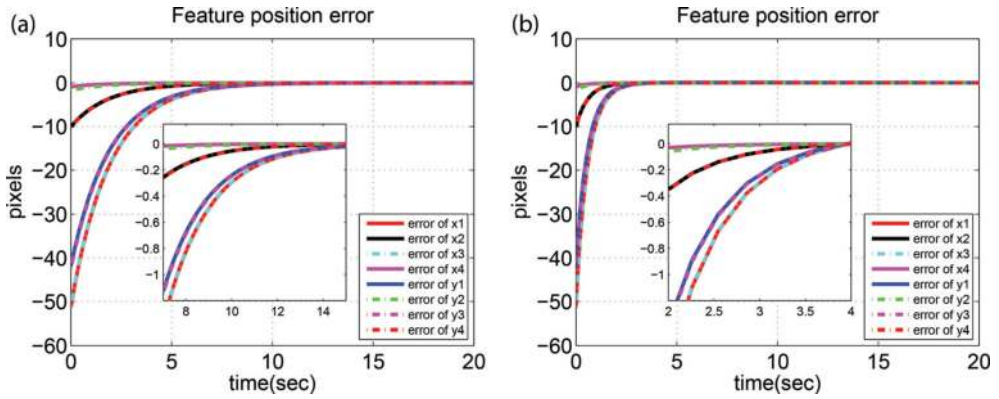 (a)
Feature position error
10
0
−10
−20
−30
−40
−50
−60
pixels
0
−0.2
−0.4
−0.6
−0.8
−1
8
10
12
14
error of x1
error of x2
error of x3
error of x4
error of y1
error of y2
error of y3
error of y4
0
5
10
15
20
time(sec)
(b)
Feature position error
10
0
−10
−20
−30
−40
−50
−60
pixels
0
−0.2
−0.4
−0.6
−0.8
−1
2
2.5
3
3.5
4
error of x1
error of x2
error of x3
error of x4
error of y1
error of y2
error of y3
error of y4
0
5
10
15
20
time(sec)